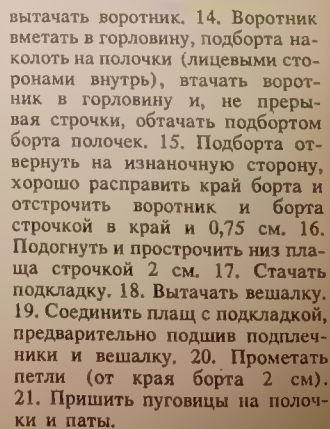 вытачать воротник. 14. Воротник
вметать в горловину, подборта на-
колоть на полочки (лицевыми сто-
ронами внутрь), втачать ворот-
ник в горловину и, не преры-
вая строчки, обтачать подбортом
борта полочек. 15. Подборта от-
вернуть на изнаночную сторону,
хорошо расправить край борта и
отстрочить воротник и борта
строчкой в край и 0,75 см. 16.
Подогнуть и прострочить низ пла-
ща строчкой 2 см. 17. Стачать
подкладку. 18. Вытачать вешалку.
19. Соединить плащ с подкладкой,
предварительно подшив подплеч-
ники и вешалку. 20. Прометать
петли (от края борта 2 см).
21. Пришить пуговицы на полоч-
ки и паты.